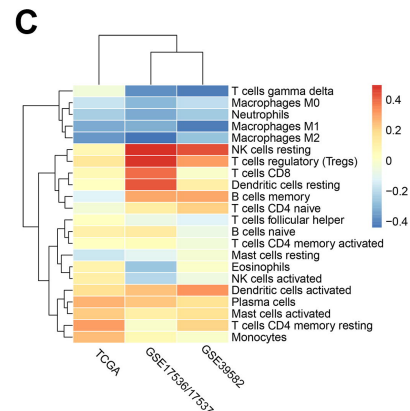 C
T cells gamma delta
Macrophages M0
Neutrophils
Macrophages M1
Macrophages M2
NK cells resting
T cells regulatory (Tregs)
T cells CD8
Dendritic cells resting
B cells memory
T cells CD4 naive
T cells follicular helper
B cells naive
T cells CD4 memory activated
Mast cells resting
Eosinophils
NK cells activated
Dendritic cells activated
Plasma cells
Mast cells activated
T cells CD4 memory resting
Monocytes
0.4
0.2
0
−0.2
−0.4
TCGA
GSE17536/17537
GSE39582